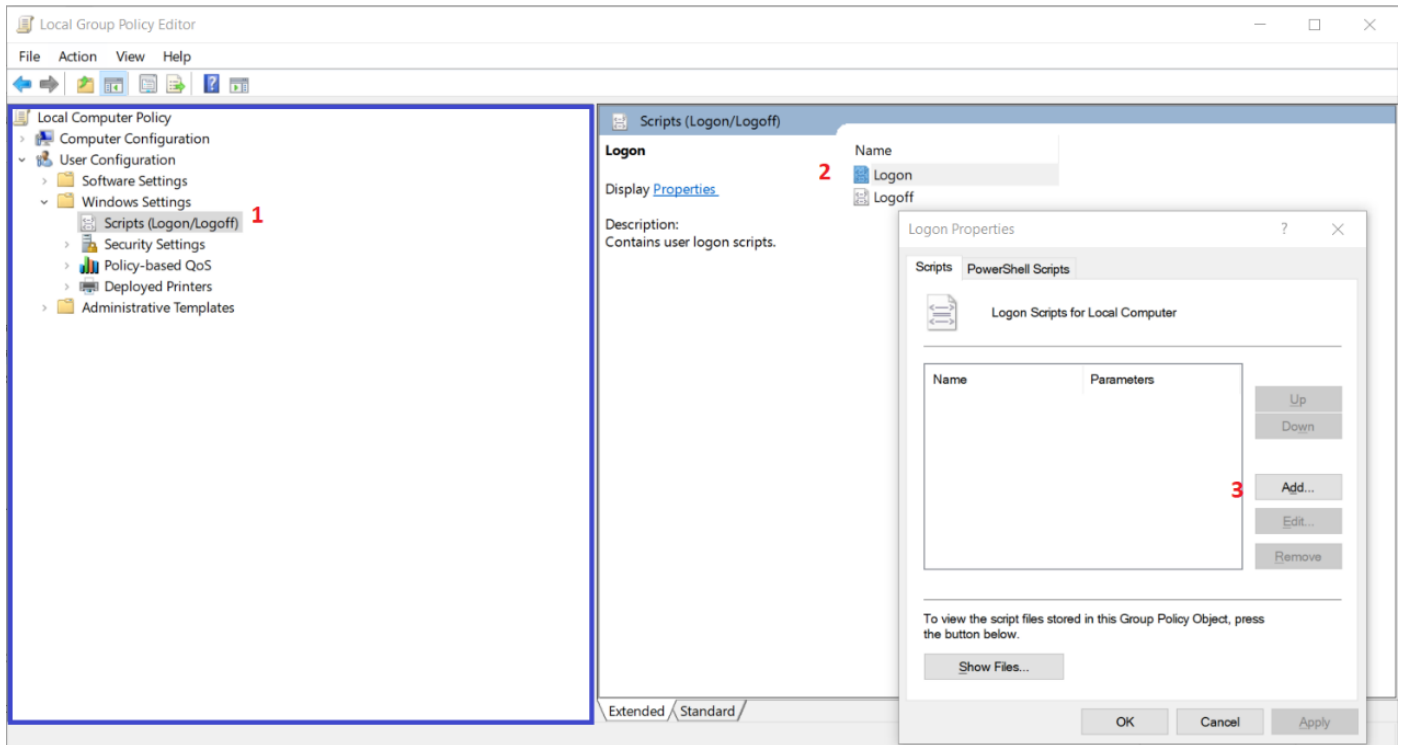 Local Group Policy Editor
File Action View Help
Local Computer Policy
Computer Configuration
User Configuration
Software Settings
Windows Settings
Scripts (Logon/Logoff)
1
Security Settings
Policy-based QoS
Deployed Printers
Administrative Templates
Scripts (Logon/Logoff)
Logon
Display Properties
Description:
Contains user logon scripts.
Name
2
Logon
Logoff
Logon Properties
Scripts PowerShell Scripts
Logon Scripts for Local Computer
Name Parameters
Up
Down
3
Add...
Edit...
Remove
To view the script files stored in this Group Policy Object, press
the button below.
Show Files...
OK Cancel Apply
Extended Standard